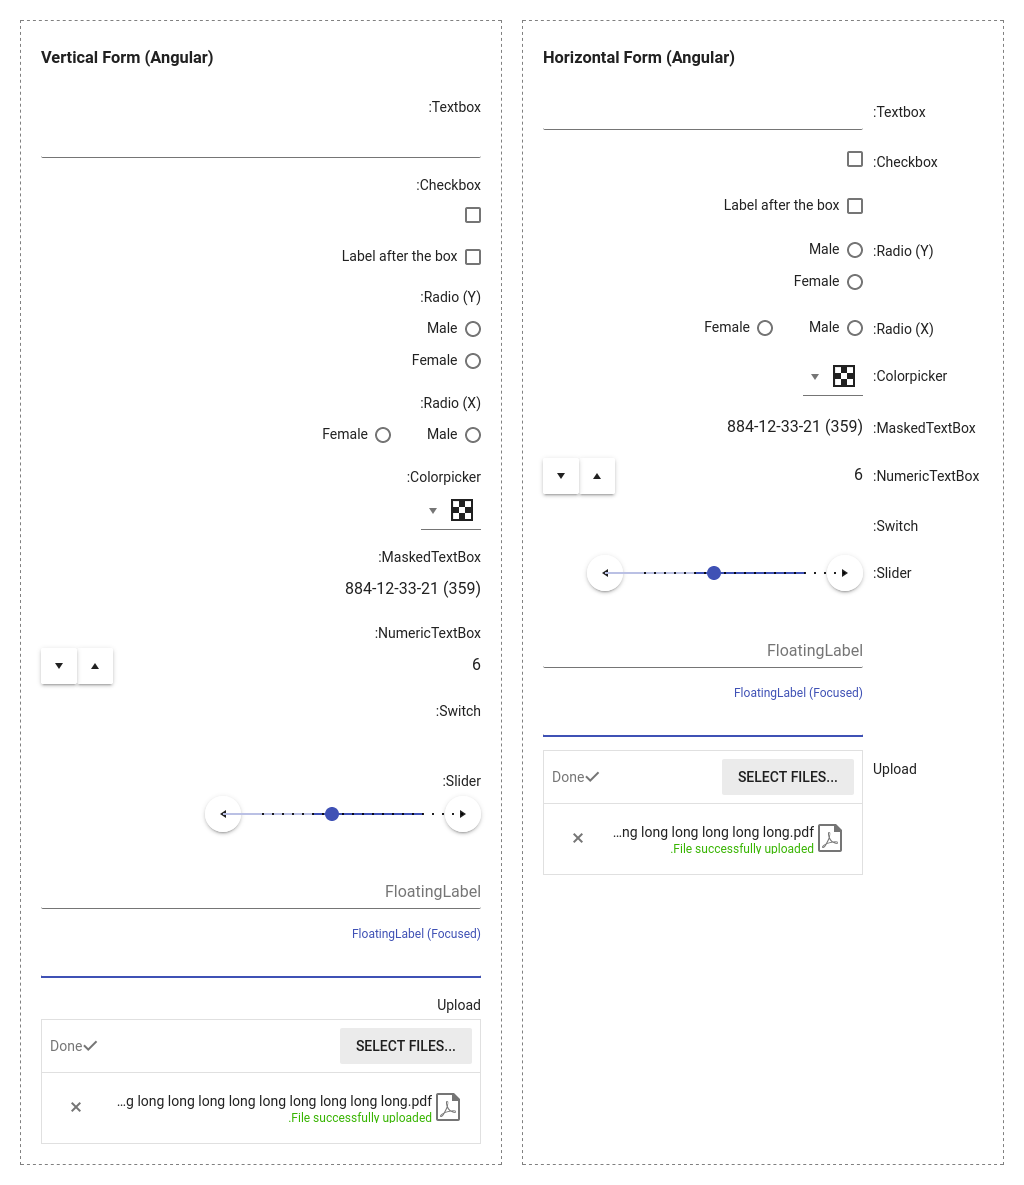 Vertical Form (Angular)
:Textbox
:Checkbox
Label after the box
:Radio (Y)
Male
Female
:Radio (X)
Male
Female
:Colorpicker
:MaskedTextBox
884-12-33-21 (359)
:NumericTextBox
6
:Switch
:Slider
FloatingLabel
FloatingLabel (Focused)
Upload
SELECT FILES...
Done
...g long long long long long long long long long.pdf
.File successfully uploaded
Horizontal Form (Angular)
:Textbox
:Checkbox
Label after the box
:Radio (Y)
Male
Female
:Radio (X)
Male
Female
:Colorpicker
:MaskedTextBox
884-12-33-21 (359)
:NumericTextBox
6
:Switch
:Slider
FloatingLabel
FloatingLabel (Focused)
Upload
SELECT FILES...
Done
...ng long long long long long.pdf
.File successfully uploaded